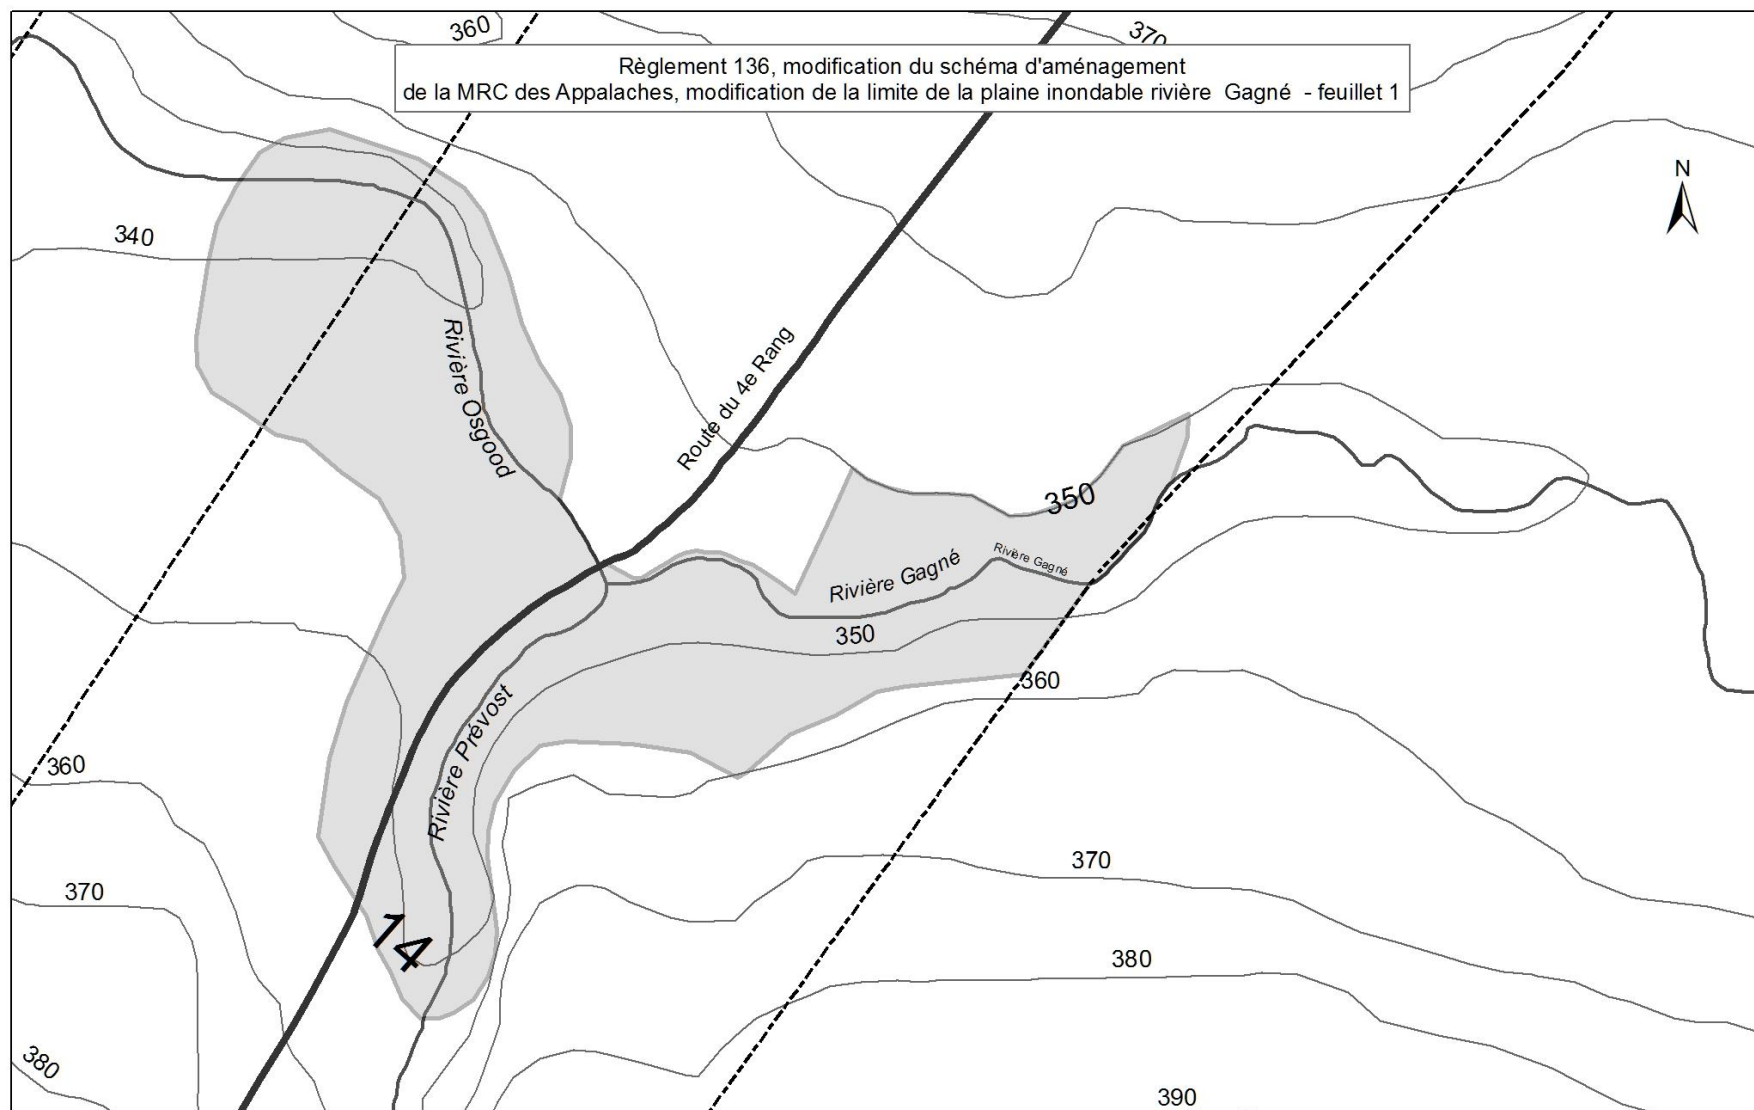 360
370
Règlement 136, modification du schéma d'aménagement
de la MRC des Appalaches, modification de la limite de la plaine inondable rivière Gagné - feuillet 1
N
340
Rivière Osgood
Route du 4e Rang
350
Rivière Gagné
Rivière Gagné
350
360
Rivière Prévost
360
370
370
14
380
380
390